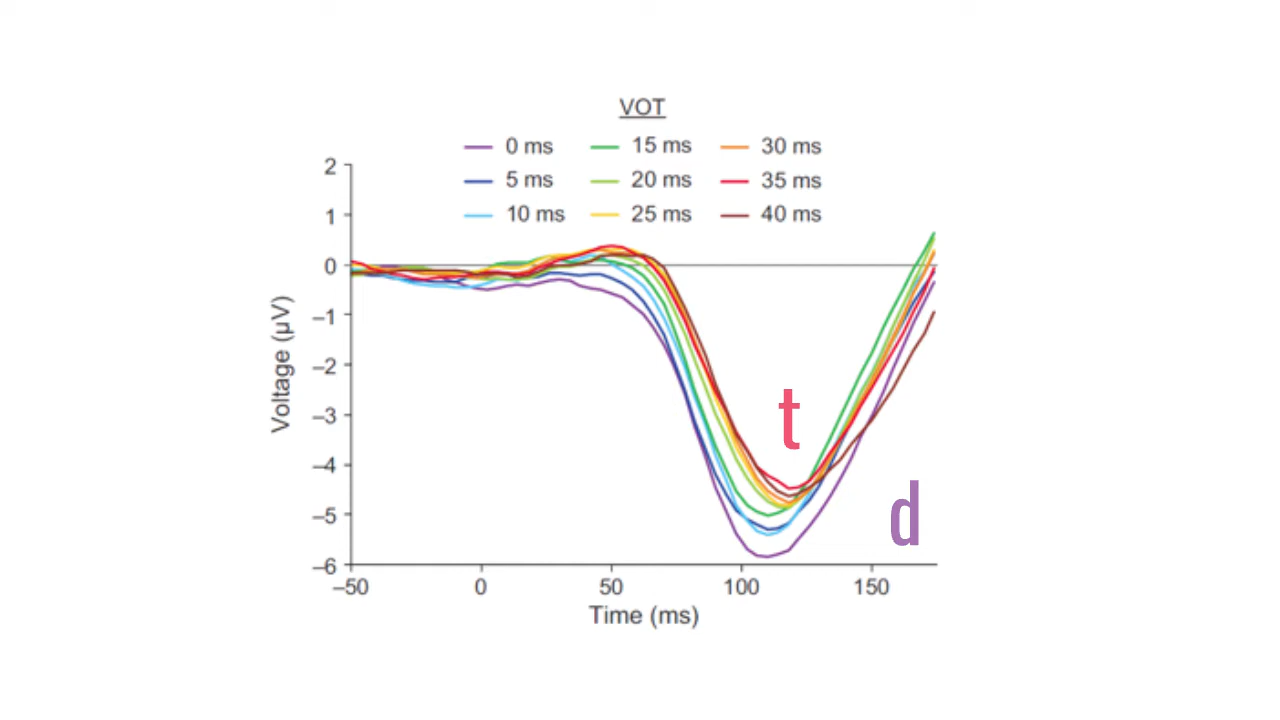 VOT
0 ms 15 ms 30 ms
5 ms 20 ms 35 ms
10 ms 25 ms 40 ms
2
1
0
–1
–2
–3
–4
–5
–6
Voltage (µV)
t
d
–50 0 50 100 150
Time (ms)